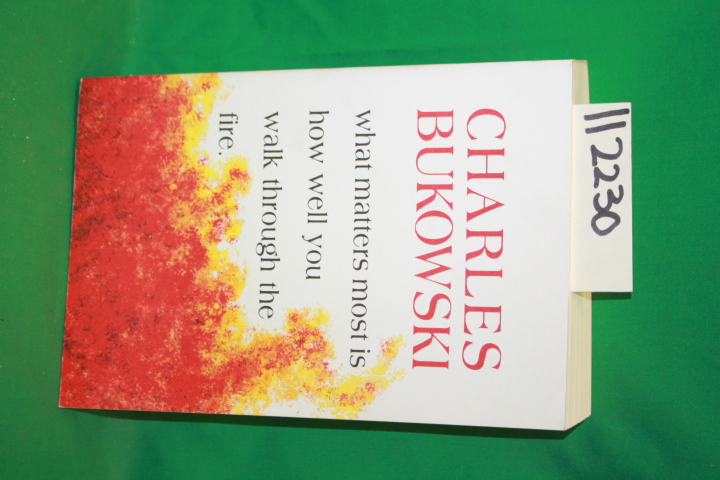 CHARLES
BUKOWSKI
what matters most is
how well you
walk through the
fire.
112230